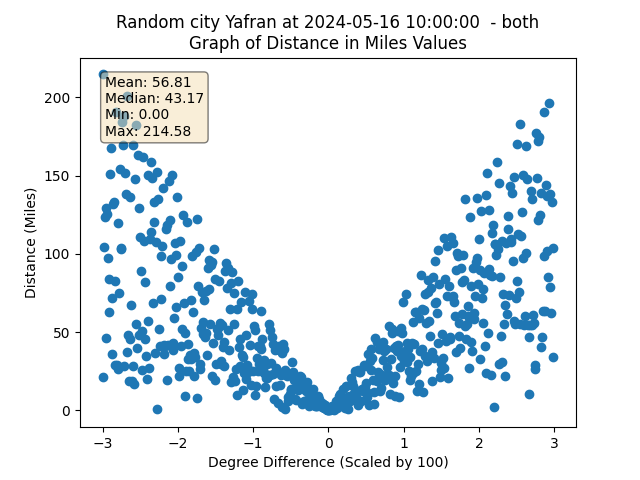 Random city Yafran at 2024-05-16 10:00:00  - both
Graph of Distance in Miles Values
Mean: 56.81
Median: 43.17
Min: 0.00
Max: 214.58
Distance (Miles)
200
150
100
50
0
−3 −2 −1 0 1 2 3
Degree Difference (Scaled by 100)